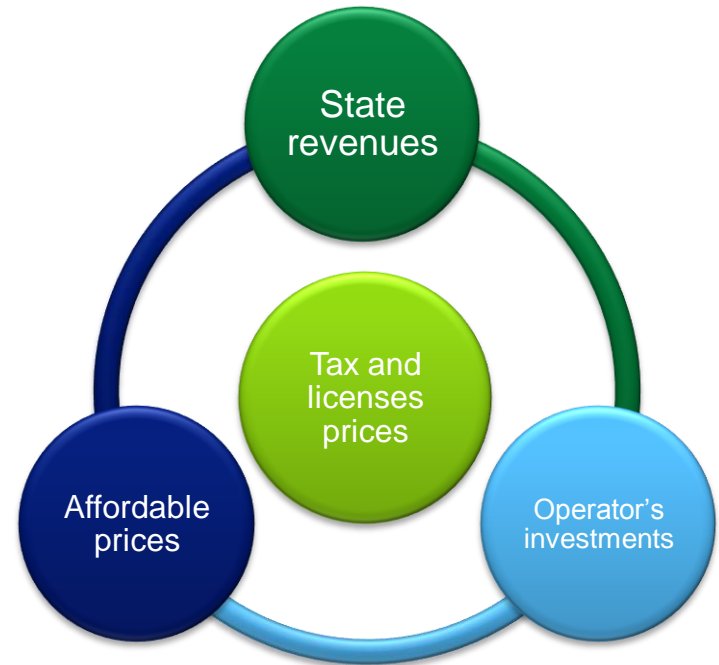 State
revenues
Tax and
licenses
prices
Affordable
prices
Operator’s
investments